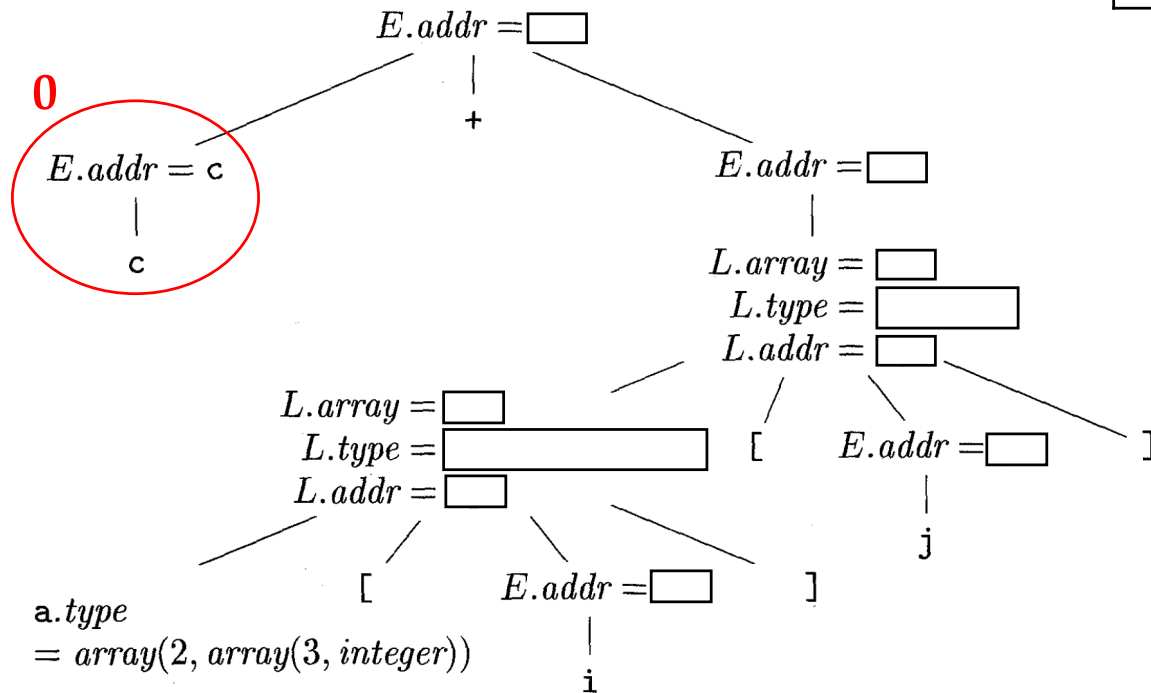 E.addr =
0
+
E.addr = c
E.addr =
c
L.array =
L.type =
L.addr =
L.array =
L.type =
L.addr =
[
E.addr =
]
j
a.type
= array(2, array(3, integer))
[
E.addr =
]
i